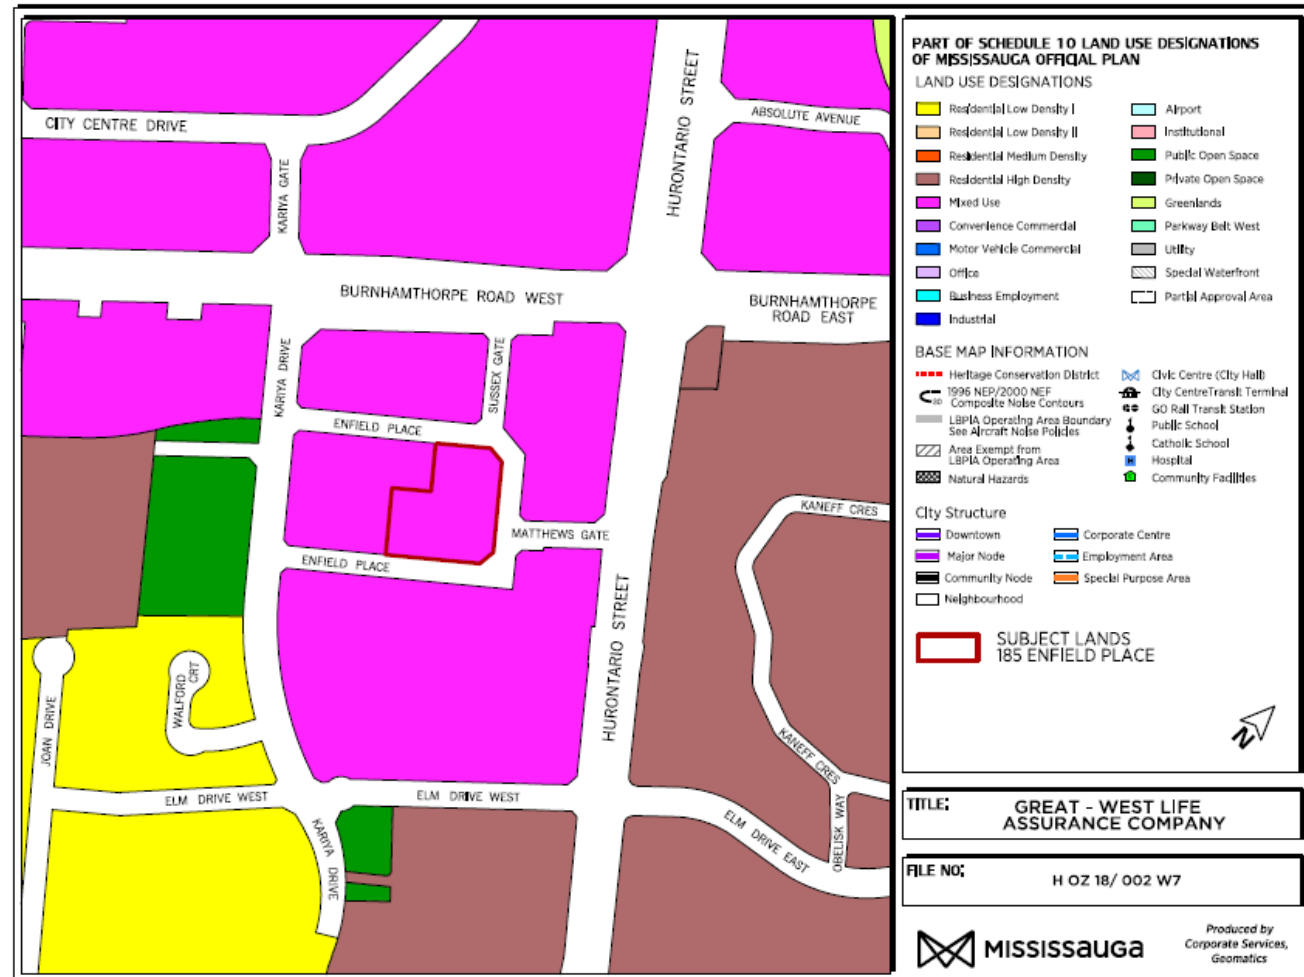 CITY CENTRE DRIVE
KARIYA GATE
HURONTARIO STREET
ABSOLUTE AVENUE
BURNHAMTHORPE ROAD WEST
BURNHAMTHORPE
ROAD EAST
KARIYA DRIVE
SUSSEX GATE
ENFIELD PLACE
MATTHEWS GATE
ENFIELD PLACE
KANEFF CRES
HURONTARIO STREET
WALFORD
CRT
JOAN DRIVE
KANEFF CRES
ELM DRIVE WEST
ELM DRIVE WEST
KARIYA DRIVE
ELM DRIVE EAST
OBELISK WAY
PART OF SCHEDULE 10 LAND USE DESIGNATIONS
OF MISSISSAUGA OFFICIAL PLAN
LAND USE DESIGNATIONS
Residential Low Density I
Residential Low Density II
Residential Medium Density
Residential High Density
Mixed Use
Convenience Commercial
Motor Vehicle Commercial
Office
Business Employment
Industrial
Airport
Institutional
Public Open Space
Private Open Space
Greenlands
Parkway Belt West
Utility
Special Waterfront
Partial Approval Area
BASE MAP INFORMATION
Heritage Conservation District
1996 NEP/2000 NEF
Composite Noise Contours
LBPIA Operating Area Boundary
See Aircraft Noise Policies
Area Exempt from
LBPIA Operating Area
Natural Hazards
Civic Centre (City Hall)
City CentreTransit Terminal
GO Rail Transit Station
Public School
Catholic School
H Hospital
Community Facilities
City Structure
Downtown
Major Node
Community Node
Neighbourhood
Corporate Centre
Employment Area
Special Purpose Area
SUBJECT LANDS
185 ENFIELD PLACE
N
TITLE:
GREAT - WEST LIFE
ASSURANCE COMPANY
FILE NO:
H OZ 18/ 002 W7
MISSISSAUGA
Produced by
Corporate Services,
Geomatics